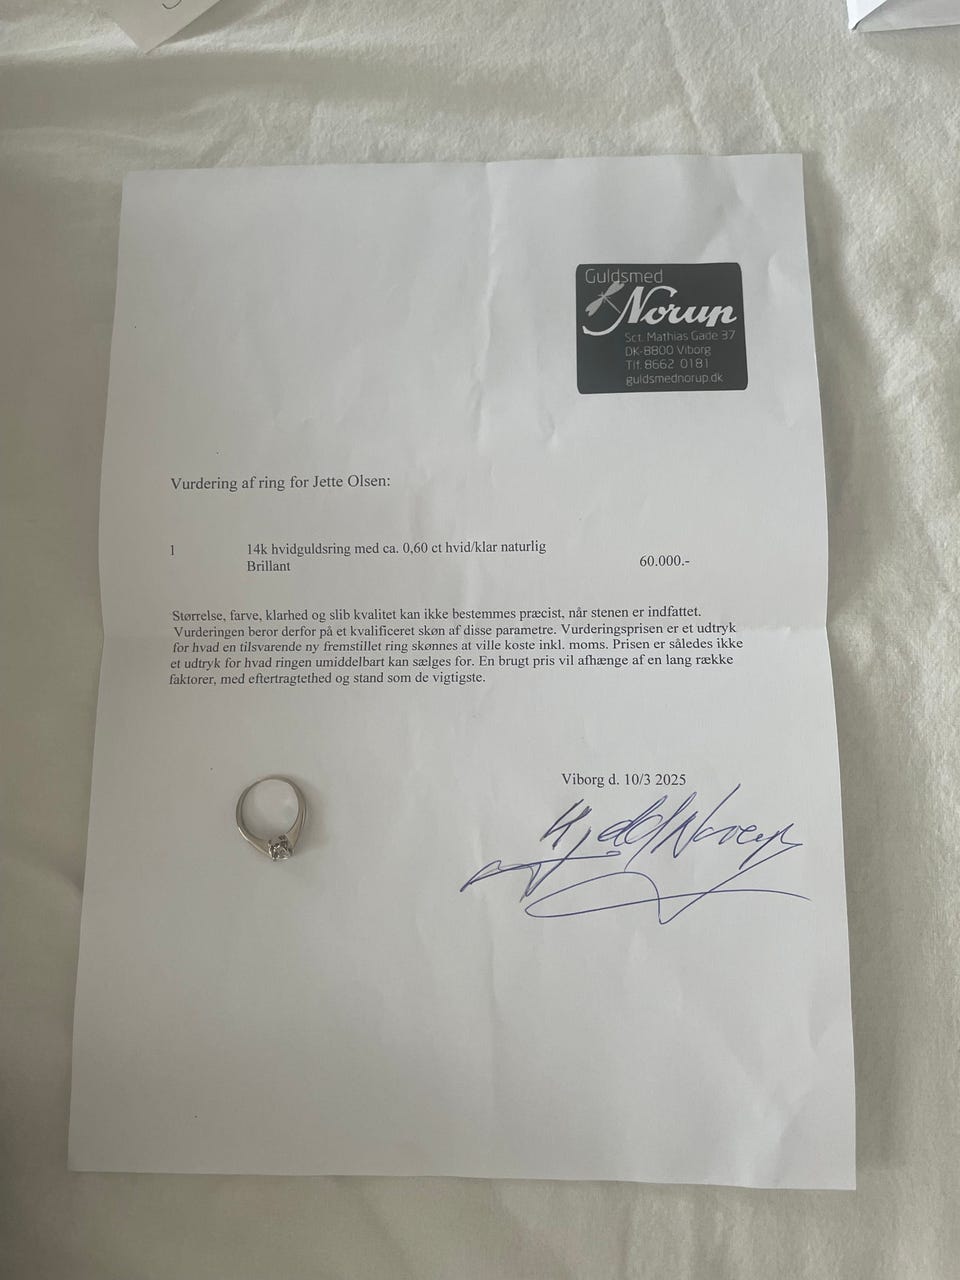 Guldsmed
Norup
Sct. Mathias Gade 37
DK-8800 Viborg
Tlf. 8662 0181
guldsmednorup.dk
Vurdering af ring for Jette Olsen:
1 14k hvidguldsring med ca. 0,60 ct hvid/klar naturlig
Brillant 60.000.-
Størrelse, farve, klarhed og slib kvalitet kan ikke bestemmes præcist, når stenen er indfattet.
Vurderingen beror derfor på et kvalificeret skøn af disse parametre. Vurderingsprisen er et udtryk
for hvad en tilsvarende ny fremstillet ring skønnes at ville koste inkl. moms. Prisen er således ikke
et udtryk for hvad ringen umiddelbart kan sælges for. En brugt pris vil afhænge af en lang række
faktorer, med eftertragtethed og stand som de vigtigste.
Viborg d. 10/3 2025